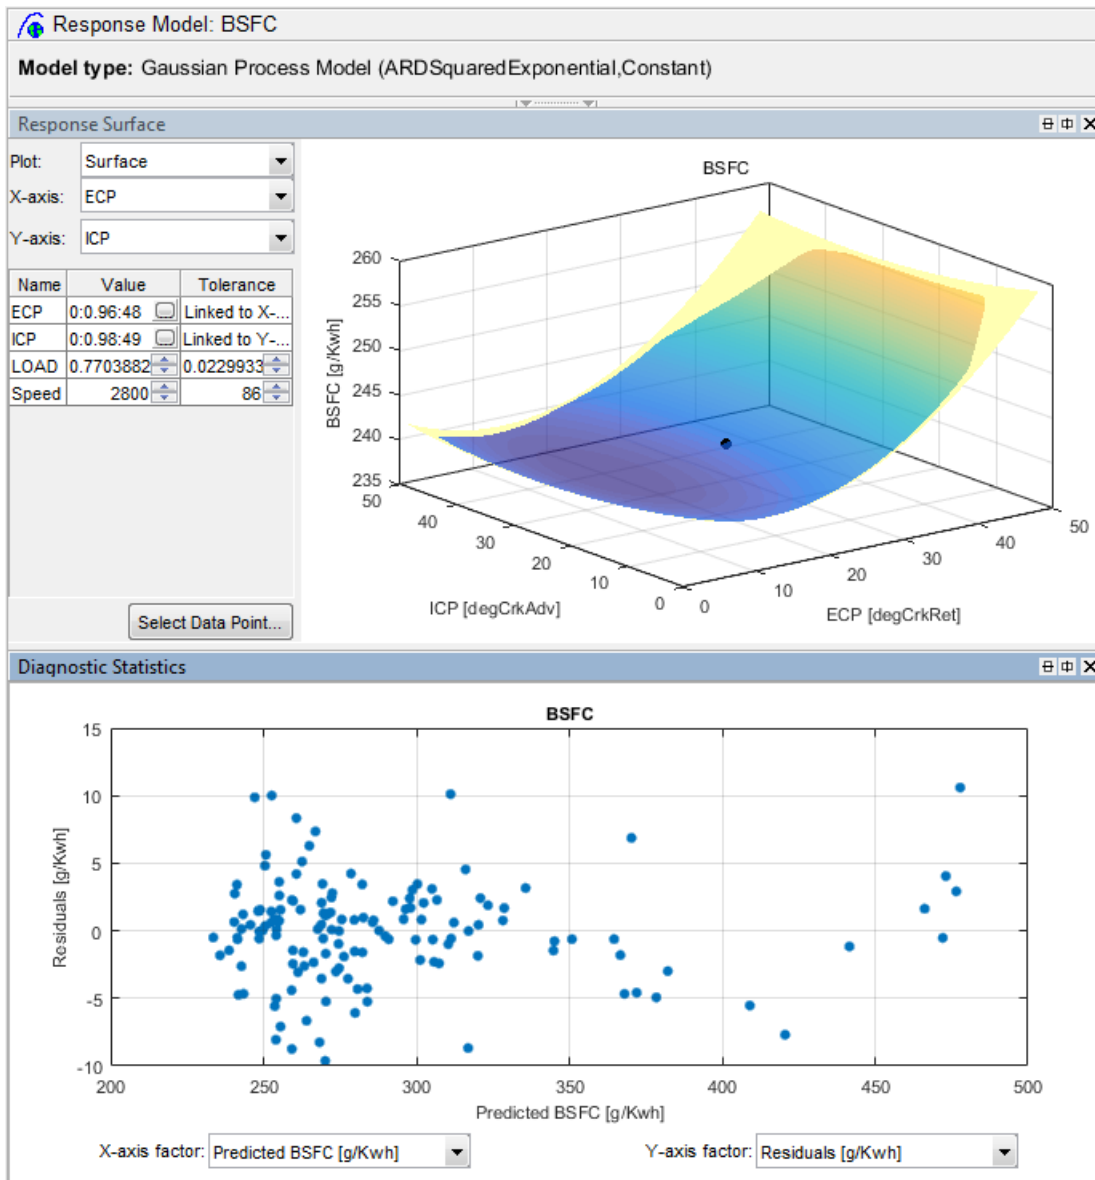 Response Model: BSFC
Model type: Gaussian Process Model (ARDSquaredExponential,Constant)
Response Surface
Plot: Surface
X-axis: ECP
Y-axis: ICP
Name Value Tolerance
ECP 0:0.96:48 Linked to X-...
ICP 0:0.98:49 Linked to Y-...
LOAD 0.7703882 0.0229933
Speed 2800 86
Select Data Point...
BSFC
260
255
250
245
240
235
BSFC [g/Kwh]
50
40
30
20
10
0
ICP [degCrkAdv]
0
10
20
30
40
50
ECP [degCrkRet]
Diagnostic Statistics
BSFC
15
10
5
0
-5
-10
Residuals [g/Kwh]
200 250 300 350 400 450 500
Predicted BSFC [g/Kwh]
X-axis factor: Predicted BSFC [g/Kwh] Y-axis factor: Residuals [g/Kwh]